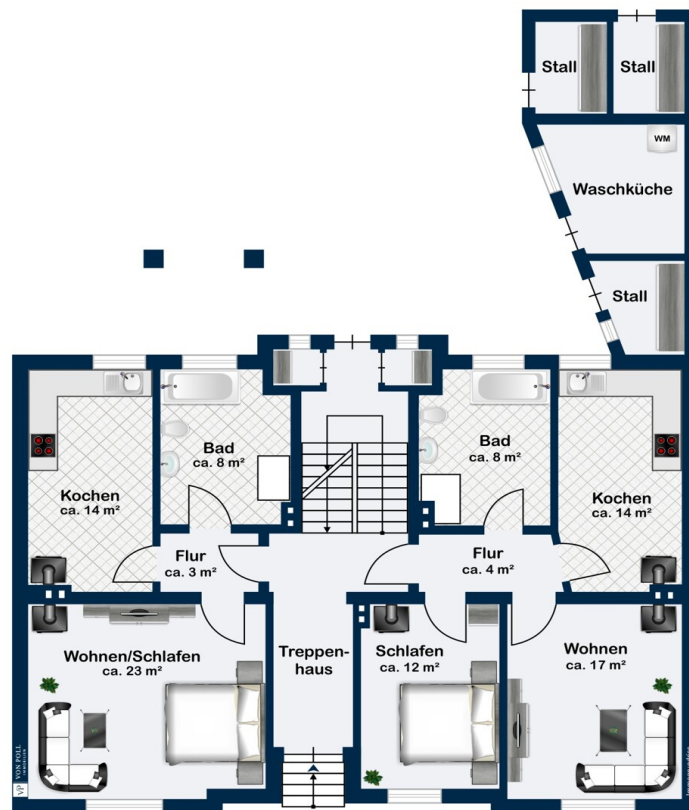 Stall
Stall
WM
Waschküche
Stall
Bad
ca. 8 m²
Bad
ca. 8 m²
Kochen
ca. 14 m²
Kochen
ca. 14 m²
Flur
ca. 3 m²
Flur
ca. 4 m²
Wohnen/Schlafen
ca. 23 m²
Treppen-
haus
Schlafen
ca. 12 m²
Wohnen
ca. 17 m²
VP VON POLL
IMMOBILIEN